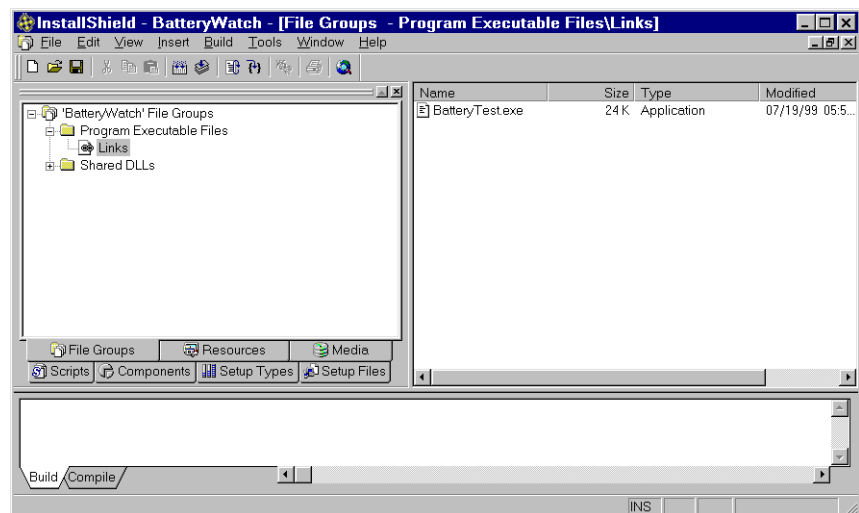 InstallShield - BatteryWatch - [File Groups - Program Executable Files\Links]
File Edit View Insert Build Tools Window Help
Name Size Type Modified
BatteryTest.exe 24 K Application 07/19/99 05:5...
'BatteryWatch' File Groups
Program Executable Files
Links
Shared DLLs
File Groups Resources Media
Scripts Components Setup Types Setup Files
Build Compile
INS